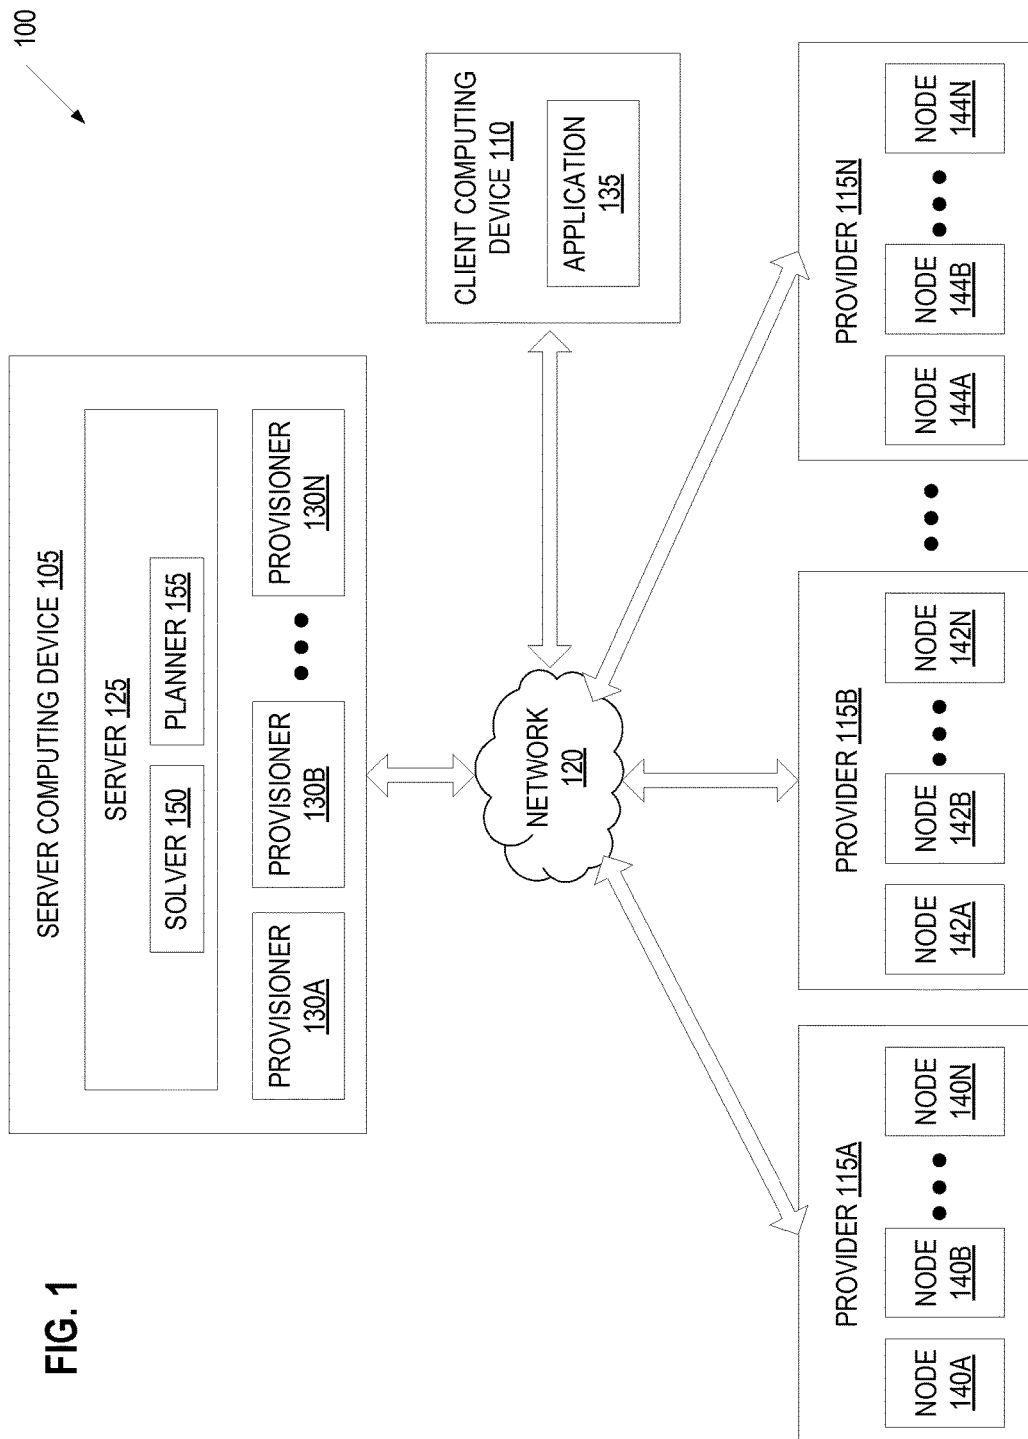 FIG. 1
100
SERVER COMPUTING DEVICE 105
SERVER 125
SOLVER 150
PLANNER 155
PROVISIONER
130A
PROVISIONER
130B
PROVISIONER
130N
CLIENT COMPUTING
DEVICE 110
APPLICATION
135
NETWORK
120
PROVIDER 115A
NODE
140A
NODE
140B
NODE
140N
PROVIDER 115B
NODE
142A
NODE
142B
NODE
142N
PROVIDER 115N
NODE
144A
NODE
144B
NODE
144N